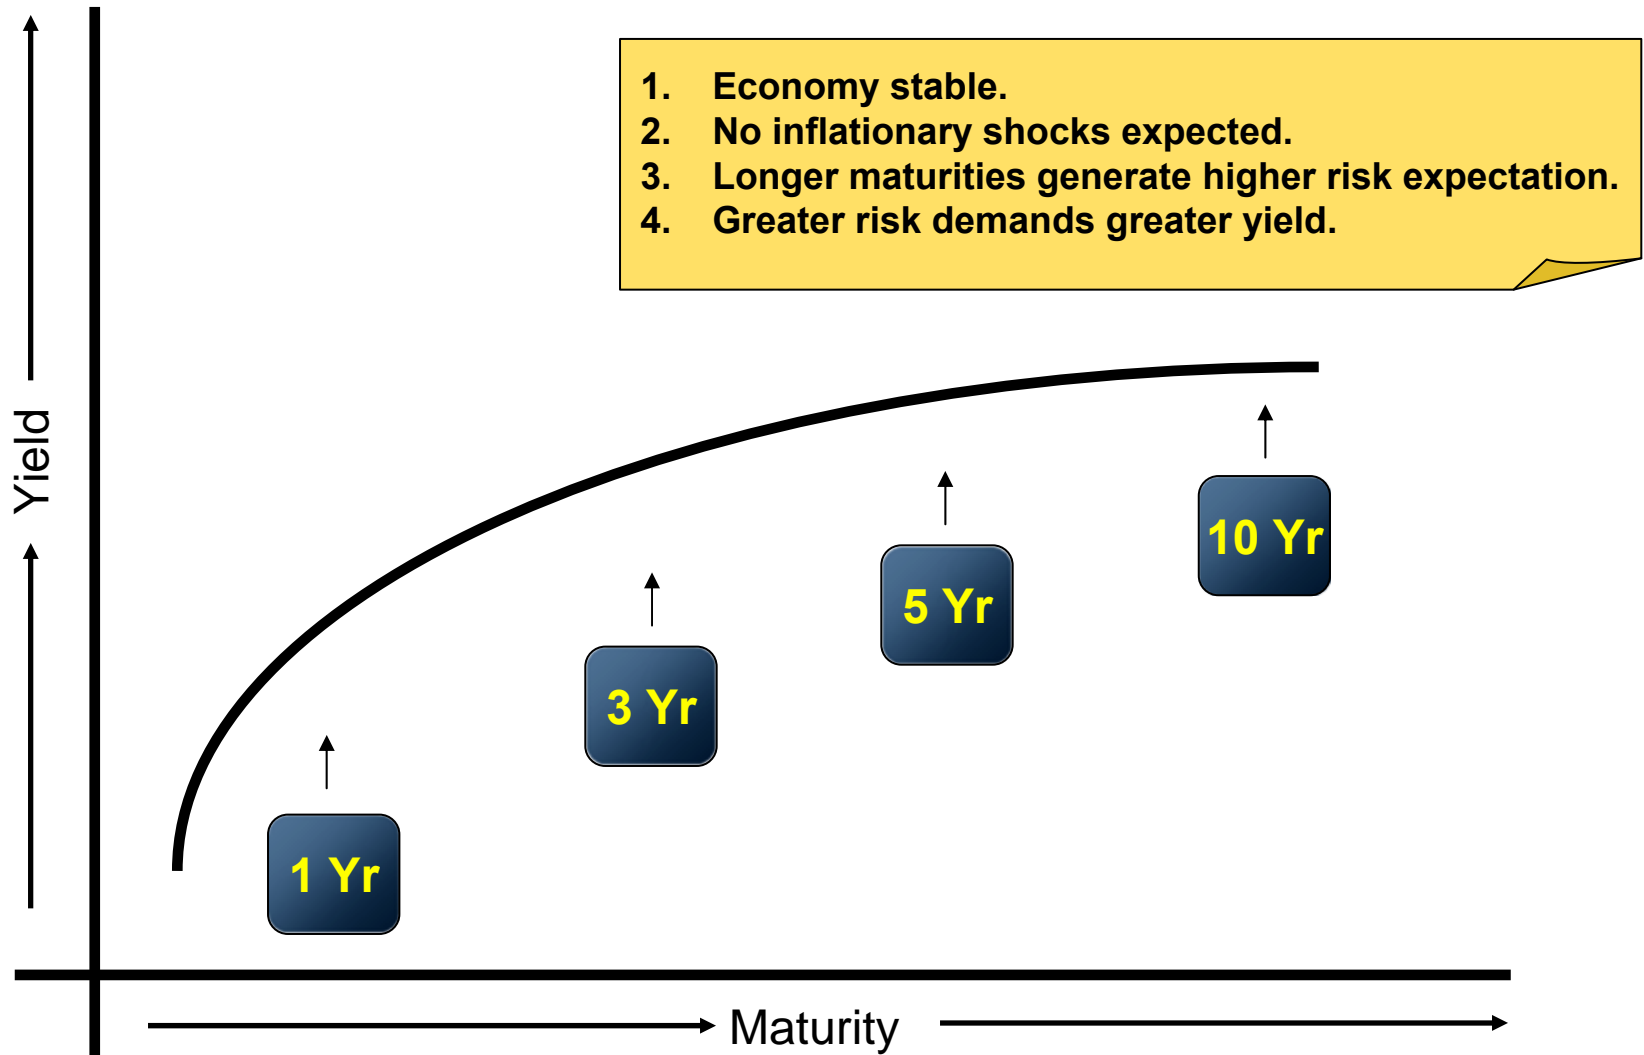 1. Economy stable.
2. No inflationary shocks expected.
3. Longer maturities generate higher risk expectation.
4. Greater risk demands greater yield.
Yield
10 Yr
5 Yr
3 Yr
1 Yr
Maturity